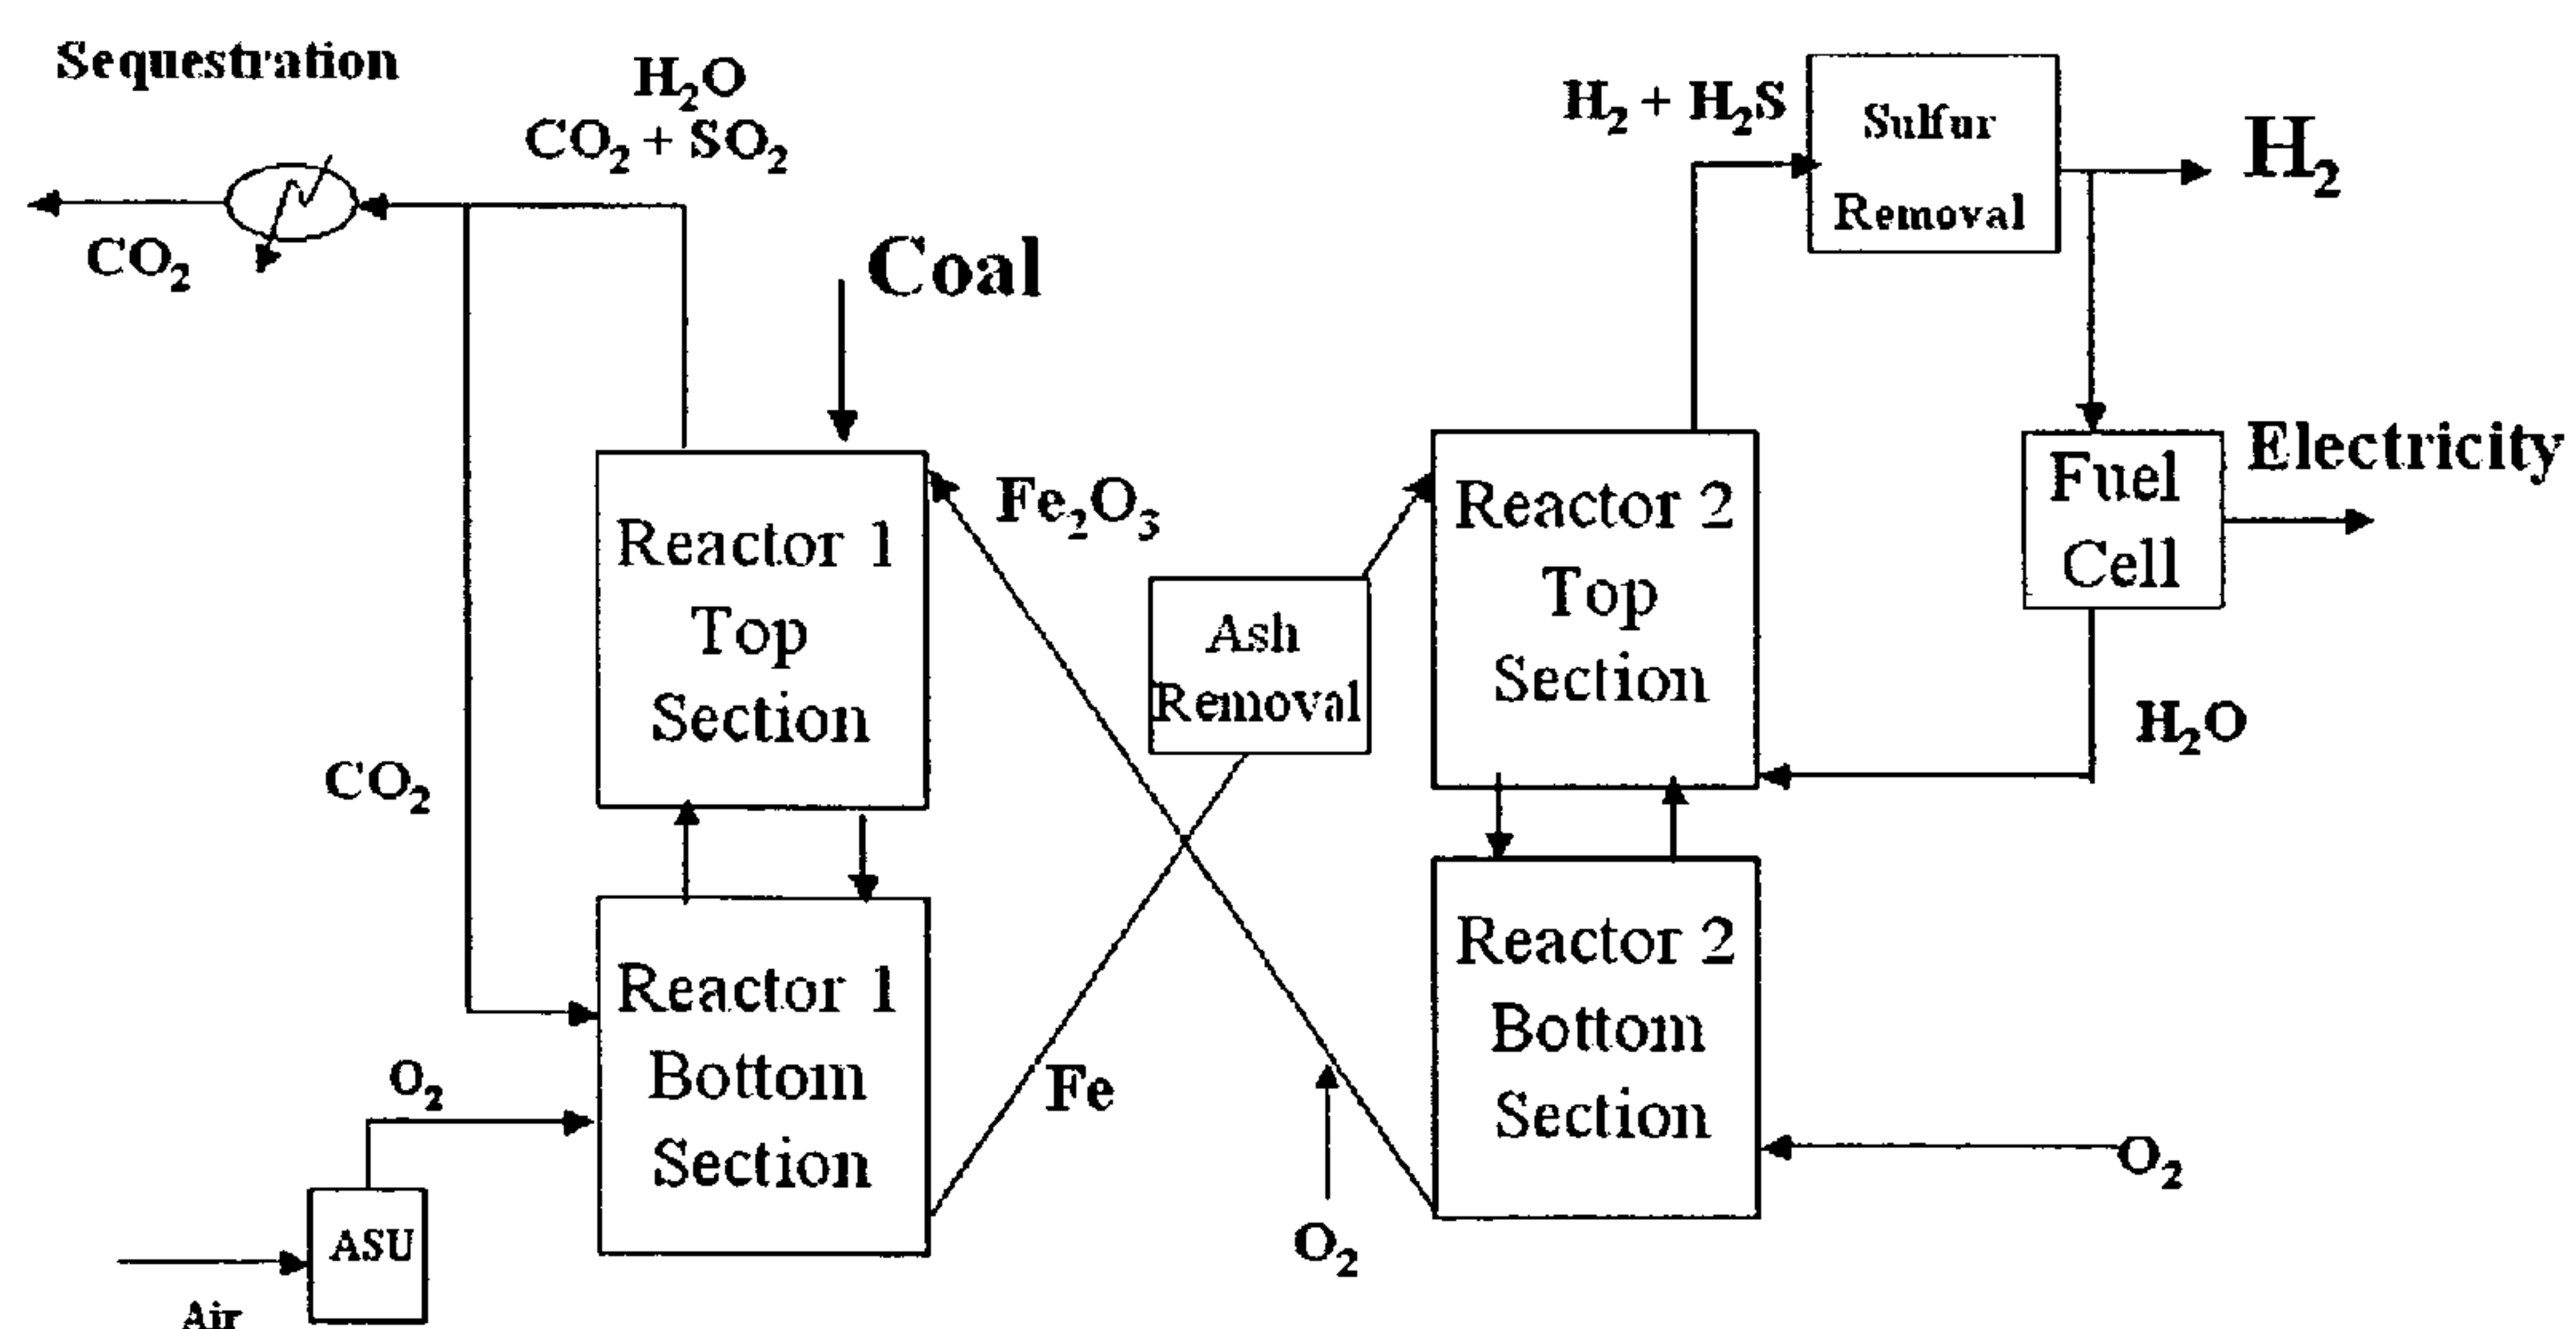 Sequestration
H₂O
CO₂ + SO₂
H₂ + H₂S
Sulfur
Removal
H₂
CO₂
Coal
Fe₂O₃
Reactor 1
Top
Section
Ash
Removal
Reactor 2
Top
Section
Fuel
Cell
Electricity
H₂O
CO₂
Reactor 1
Bottom
Section
Fe
Reactor 2
Bottom
Section
O₂
O₂
O₂
ASU
Air